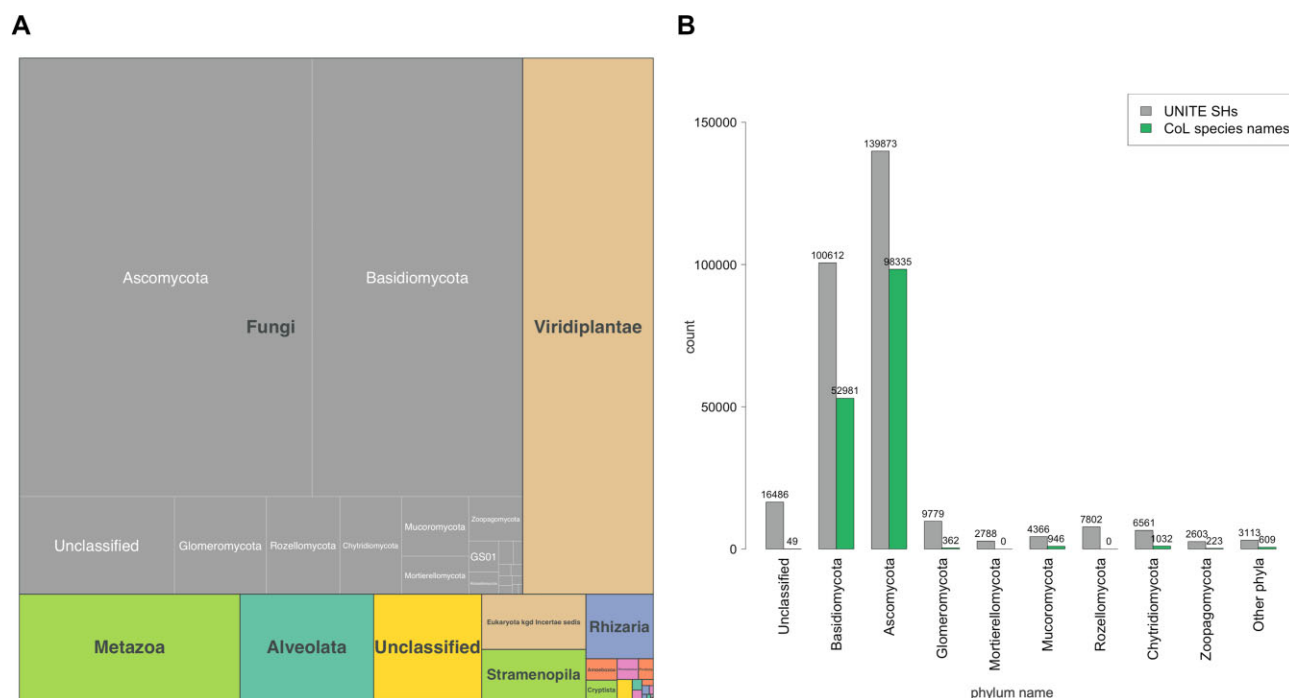 A
Ascomycota
Basidiomycota
Fungi
Viridiplantae
Unclassified
Glomeromycota
Rozellomycota
Chytridiomycota
Mucoromycota
Mortierellomycota
Zoopagomycota
GS01
Metazoa
Alveolata
Unclassified
Eukaryota kgd Incertae sedis
Stramenopila
Rhizaria
Cryptista
B
UNITE SHs
CoL species names
count
150000
100000
50000
0
16486
49
100612
52981
139873
98335
9779
362
2788
0
4366
946
7802
0
6561
1032
2603
223
3113
609
Unclassified
Basidiomycota
Ascomycota
Glomeromycota
Mortierellomycota
Mucoromycota
Rozellomycota
Chytridiomycota
Zoopagomycota
Other phyla
phylum name